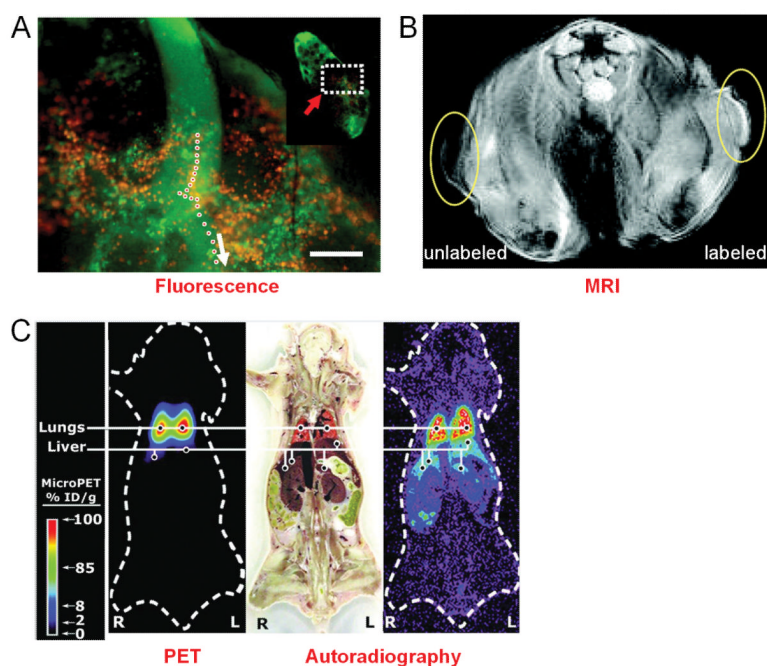 A
B
unlabeled
labeled
Fluorescence
MRI
C
Lungs
Liver
MicroPET
% ID/g
100
85
8
2
0
R
L
R
L
R
L
PET
Autoradiography